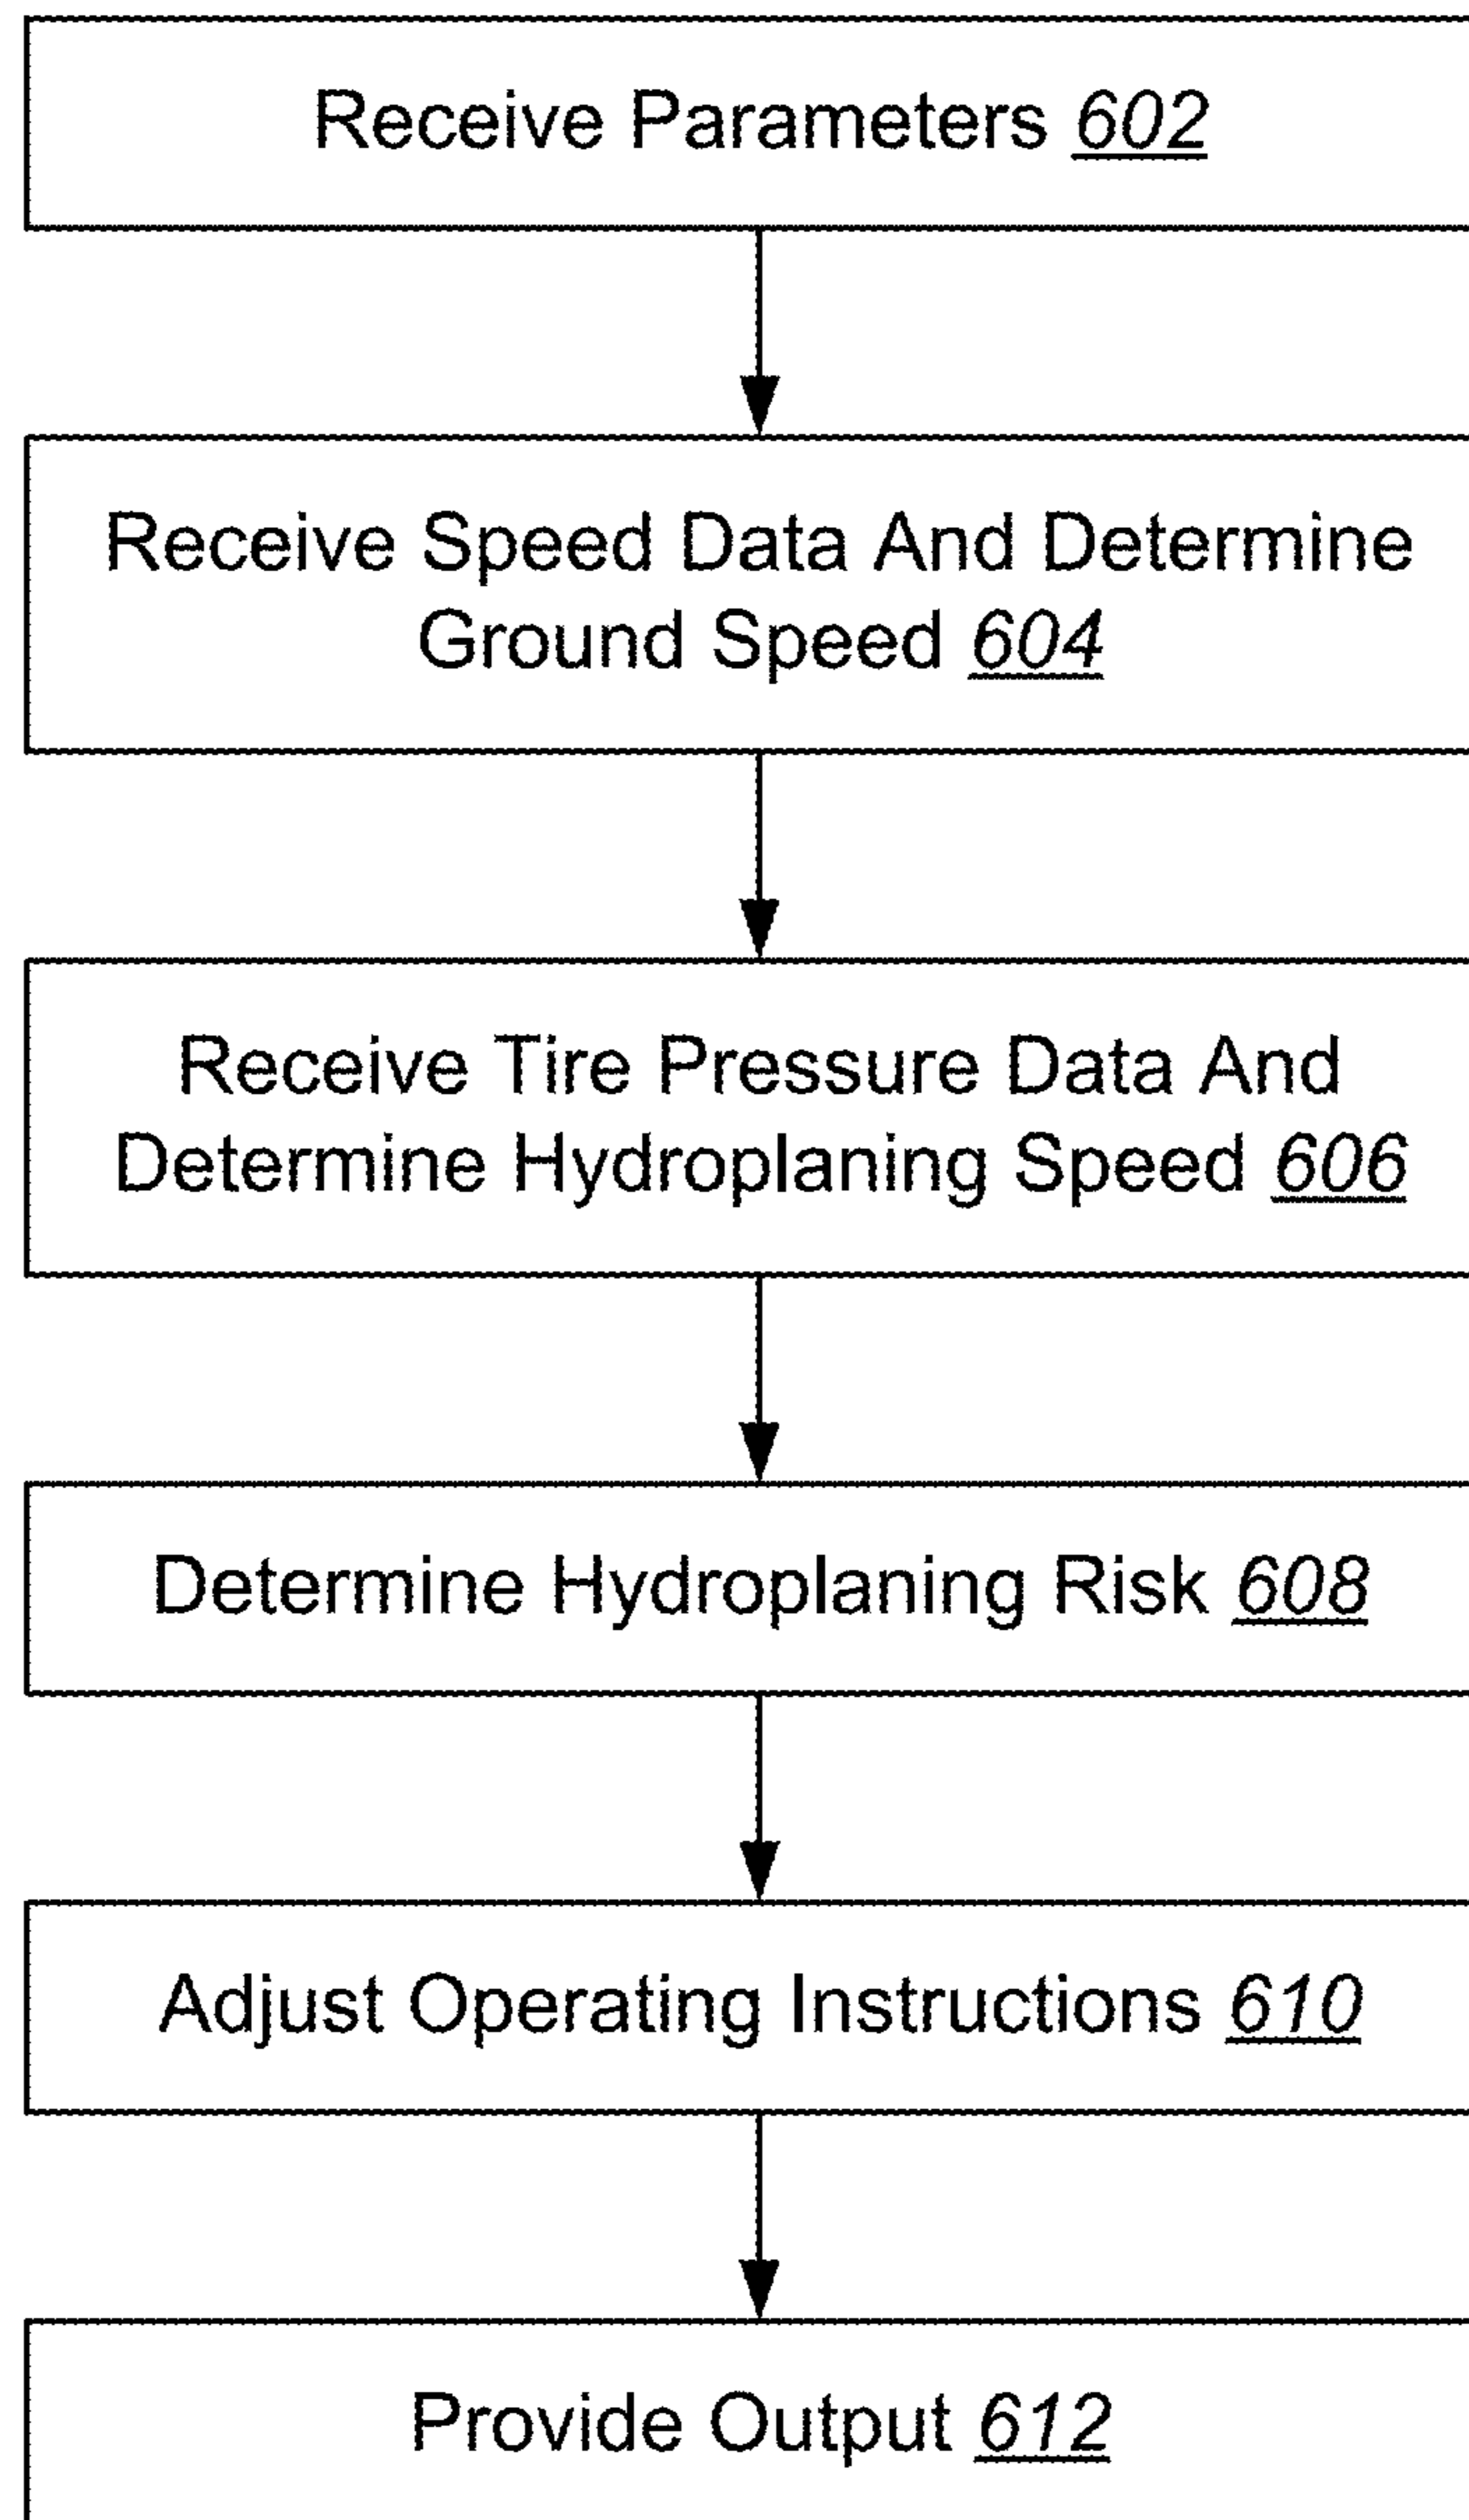 Receive Parameters 602
Receive Speed Data And Determine
Ground Speed 604
Receive Tire Pressure Data And
Determine Hydroplaning Speed 606
Determine Hydroplaning Risk 608
Adjust Operating Instructions 610
Provide Output 612